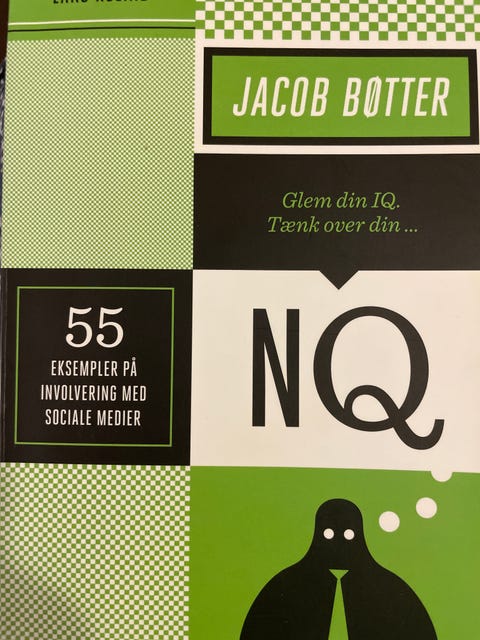 JACOB BØTTER
Glem din IQ.
Tænk over din ...
NQ
55
EKSEMPLER PÅ
INVOLVERING MED
SOCIALE MEDIER